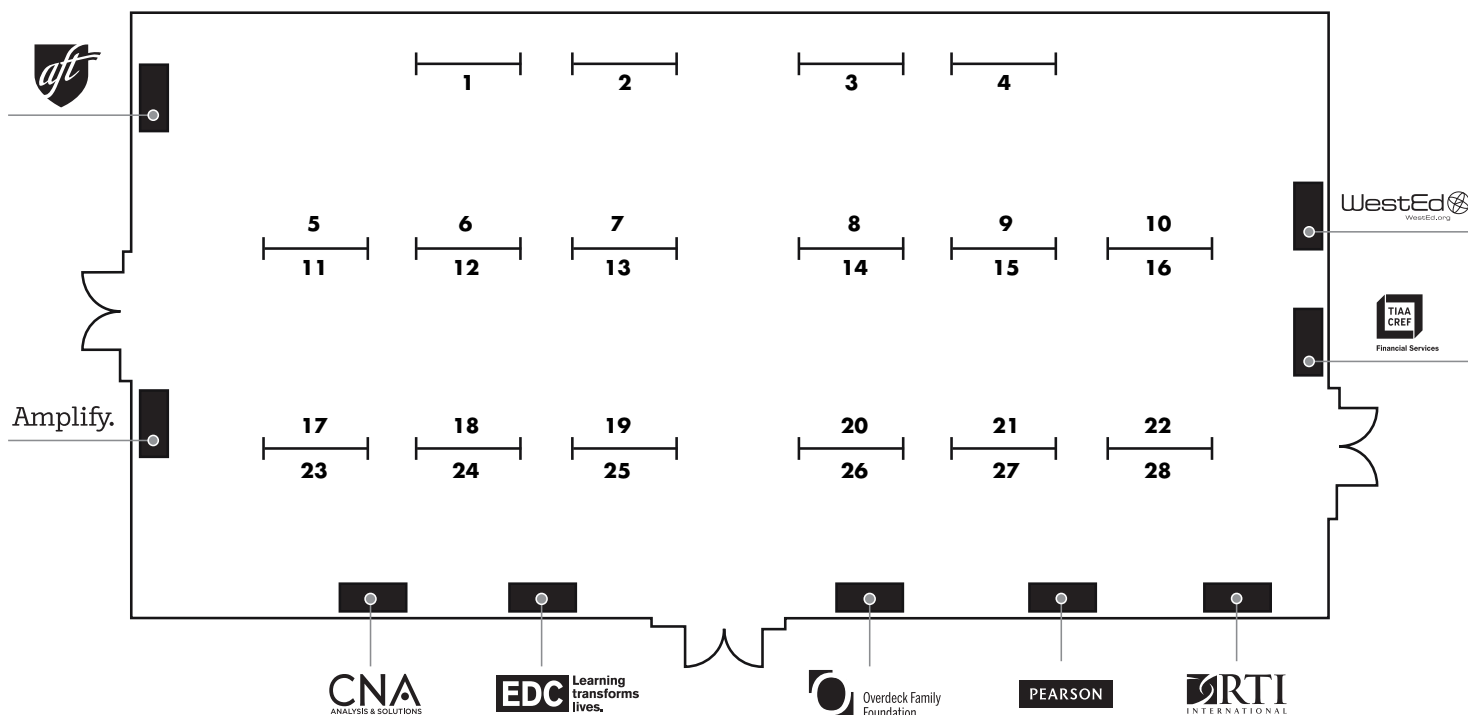 aft
1 2 3 4
WestEd
WestEd.org
5 6 7 8 9 10
11 12 13 14 15 16
TIAA
CREF
Financial Services
Amplify.
17 18 19 20 21 22
23 24 25 26 27 28
CNA
ANALYSIS & SOLUTIONS
EDC
Learning
transforms
lives.
Overdeck Family
Foundation
PEARSON
RTI
INTERNATIONAL